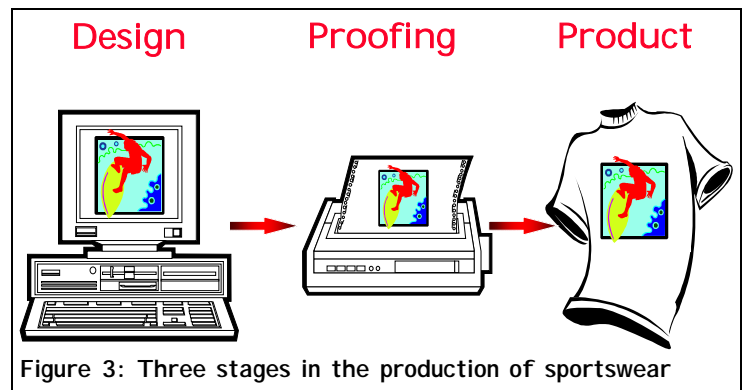 Design Proofing Product
Figure 3: Three stages in the production of sportswear